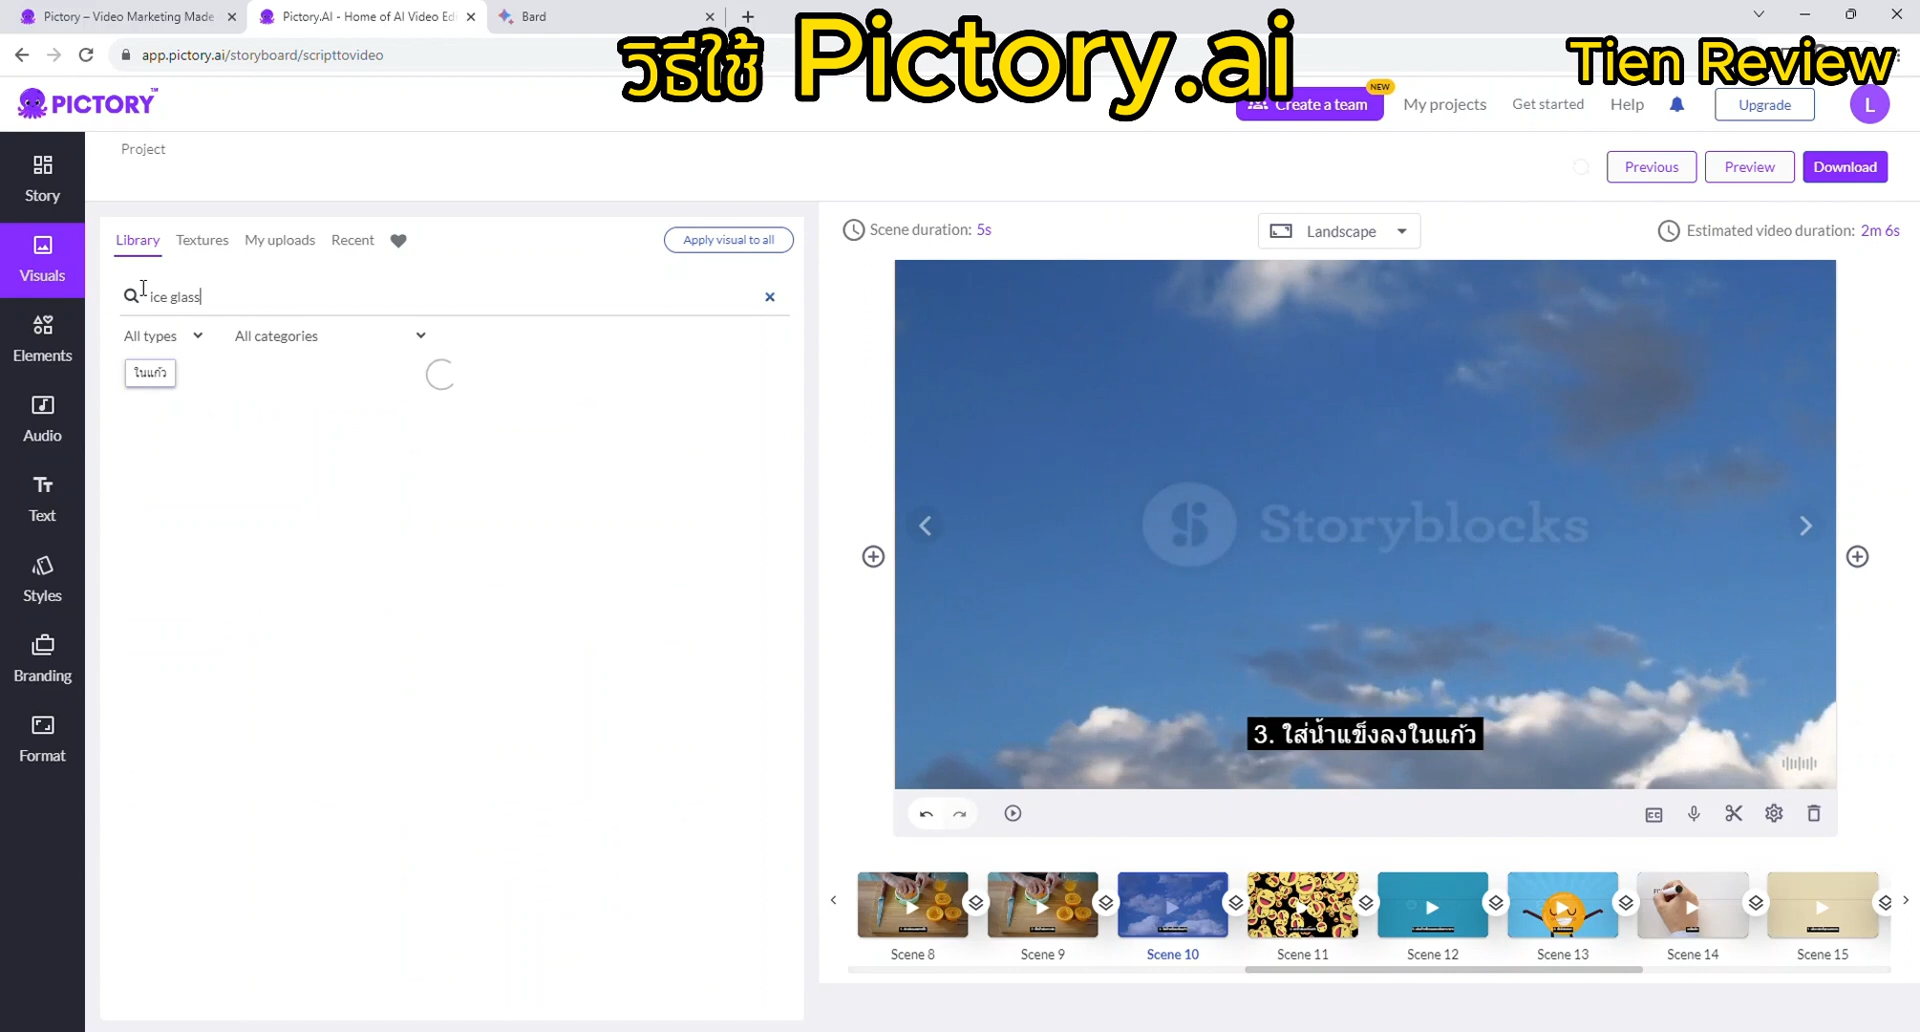 Pictory – Video Marketing Made
Pictory.AI - Home of AI Video Edi
Bard
app.pictory.ai/storyboard/scripttovideo
วิธีใช้ Pictory.ai
Tien Review
PICTORY™
Create a team
NEW
My projects
Get started
Help
Upgrade
L
Project
Previous
Preview
Download
Story
Visuals
Elements
Audio
Text
Styles
Branding
Format
Library
Textures
My uploads
Recent
Apply visual to all
ice glass
All types
All categories
ในแก้ว
Scene duration: 5s
Landscape
Estimated video duration: 2m 6s
Storyblocks
3. ใส่น้ำแข็งลงในแก้ว
CC
Scene 8
Scene 9
Scene 10
Scene 11
Scene 12
Scene 13
Scene 14
Scene 15